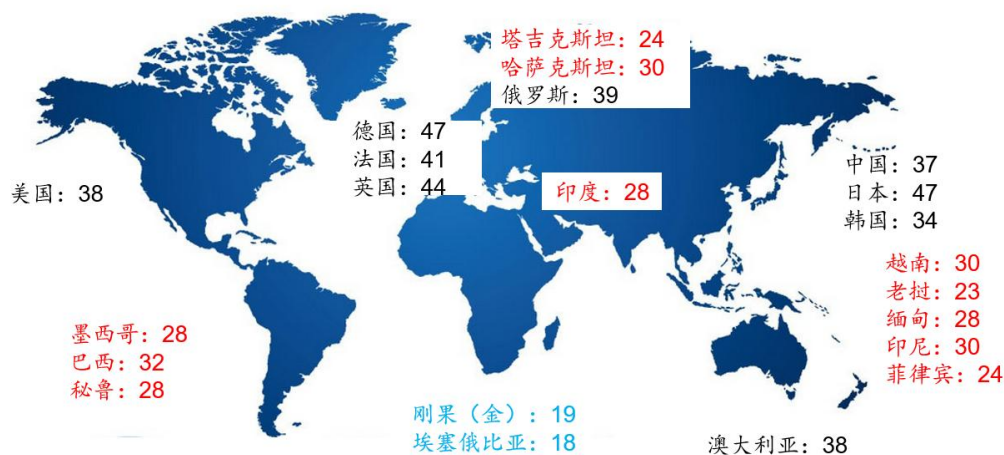 塔吉克斯坦：24
哈萨克斯坦：30
俄罗斯：39
德国：47
法国：41
英国：44
美国：38
印度：28
中国：37
日本：47
韩国：34
越南：30
老挝：23
缅甸：28
印尼：30
菲律宾：24
墨西哥：28
巴西：32
秘鲁：28
刚果（金）：19
埃塞俄比亚：18
澳大利亚：38